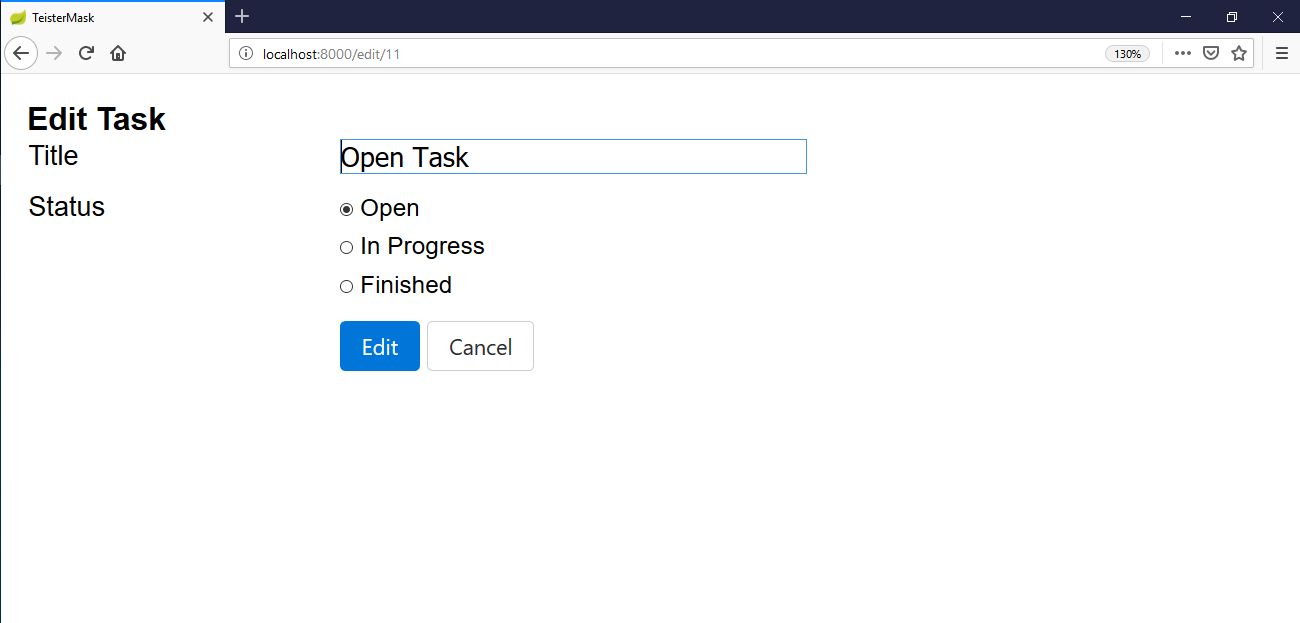 TeisterMask
localhost:8000/edit/11
130%
Edit Task
Title
Open Task
Status
Open
In Progress
Finished
Edit
Cancel